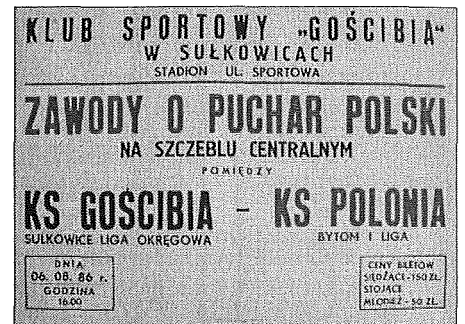 KLUB SPORTOWY „GOŚCIBIA“
W SUŁKOWICACH
STADION UL. SPORTOWA
ZAWODY O PUCHAR POLSKI
NA SZCZEBLU CENTRALNYM
POMIĘDZY
KS GOŚCIBIA - KS POLONIA
SUŁKOWICE LIGA OKRĘGOWA BYTOM I LIGA
DNIA
06. 08. 86 r.
GODZINA
16.00
CENY BILETÓW
SIEDZĄCE - 150 ZŁ.
STOJĄCE
MŁODZIEŻ - 50 ZŁ.